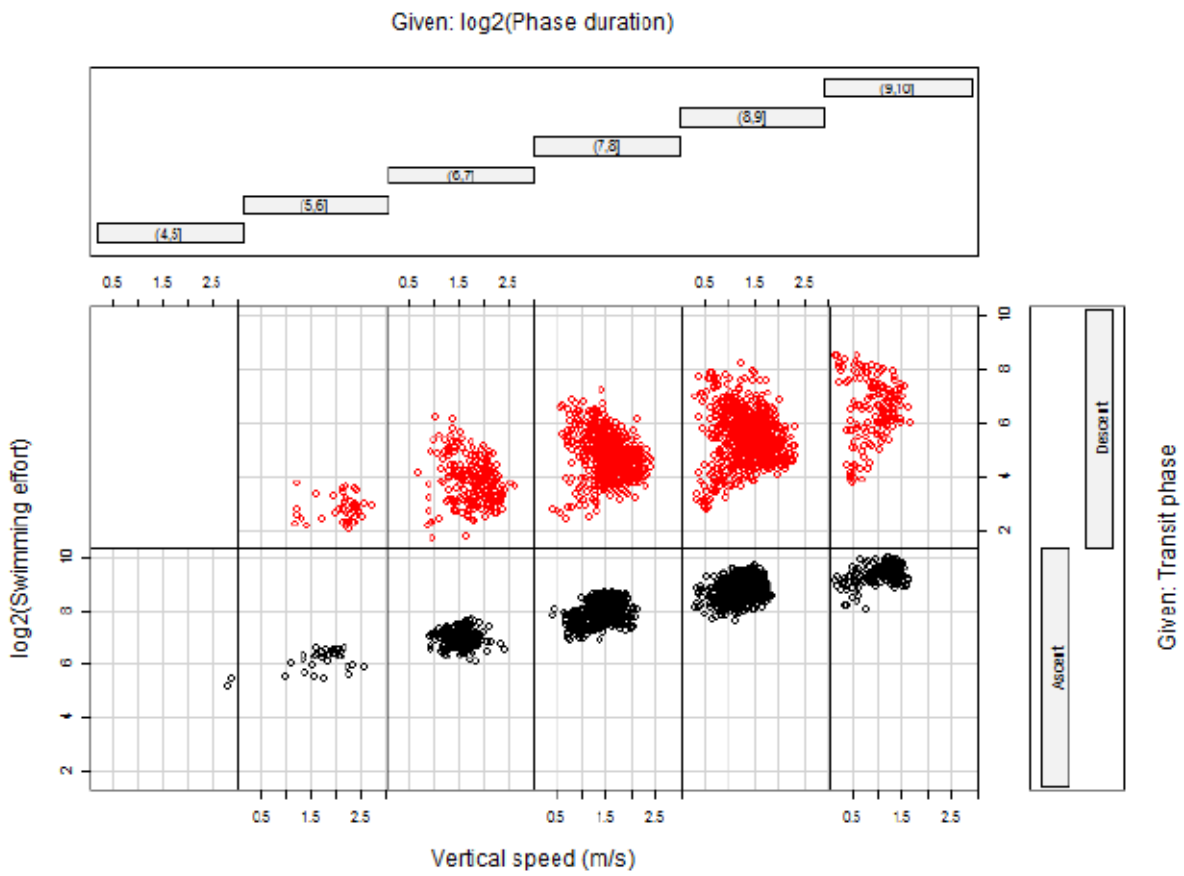 Given: log2(Phase duration)
(9,10]
(8,9]
(7,8]
(6,7]
(5,6]
(4,5]
0.5 1.5 2.5 0.5 1.5 2.5 0.5 1.5 2.5
10
8
6
4
2
10
8
6
4
2
log2(Swimming effort)
Descent
Ascent
Given: Transit phase
0.5 1.5 2.5 0.5 1.5 2.5 0.5 1.5 2.5
Vertical speed (m/s)